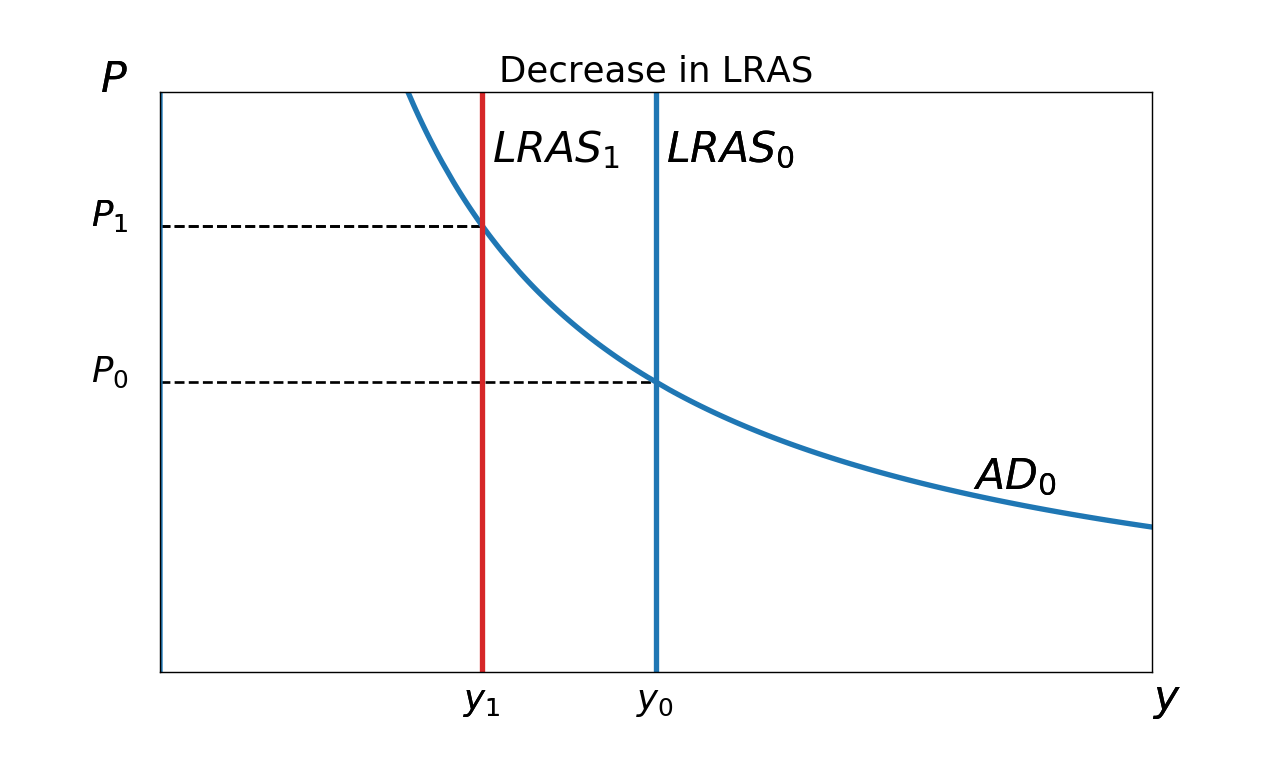 Decrease in LRAS
P
LRAS₁
LRAS₀
P₁
P₀
AD₀
y₁
y₀
y